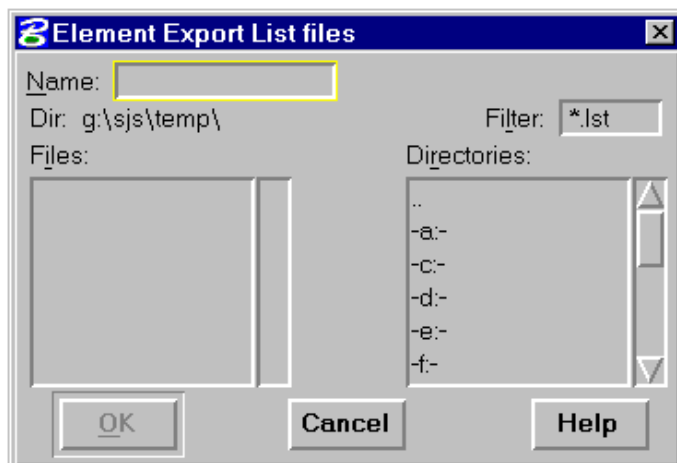 Element Export List files
Name:
Dir: g:\sjs\temp\
Filter: *.lst
Files:
Directories:
..
-a:-
-c:-
-d:-
-e:-
-f:-
OK
Cancel
Help